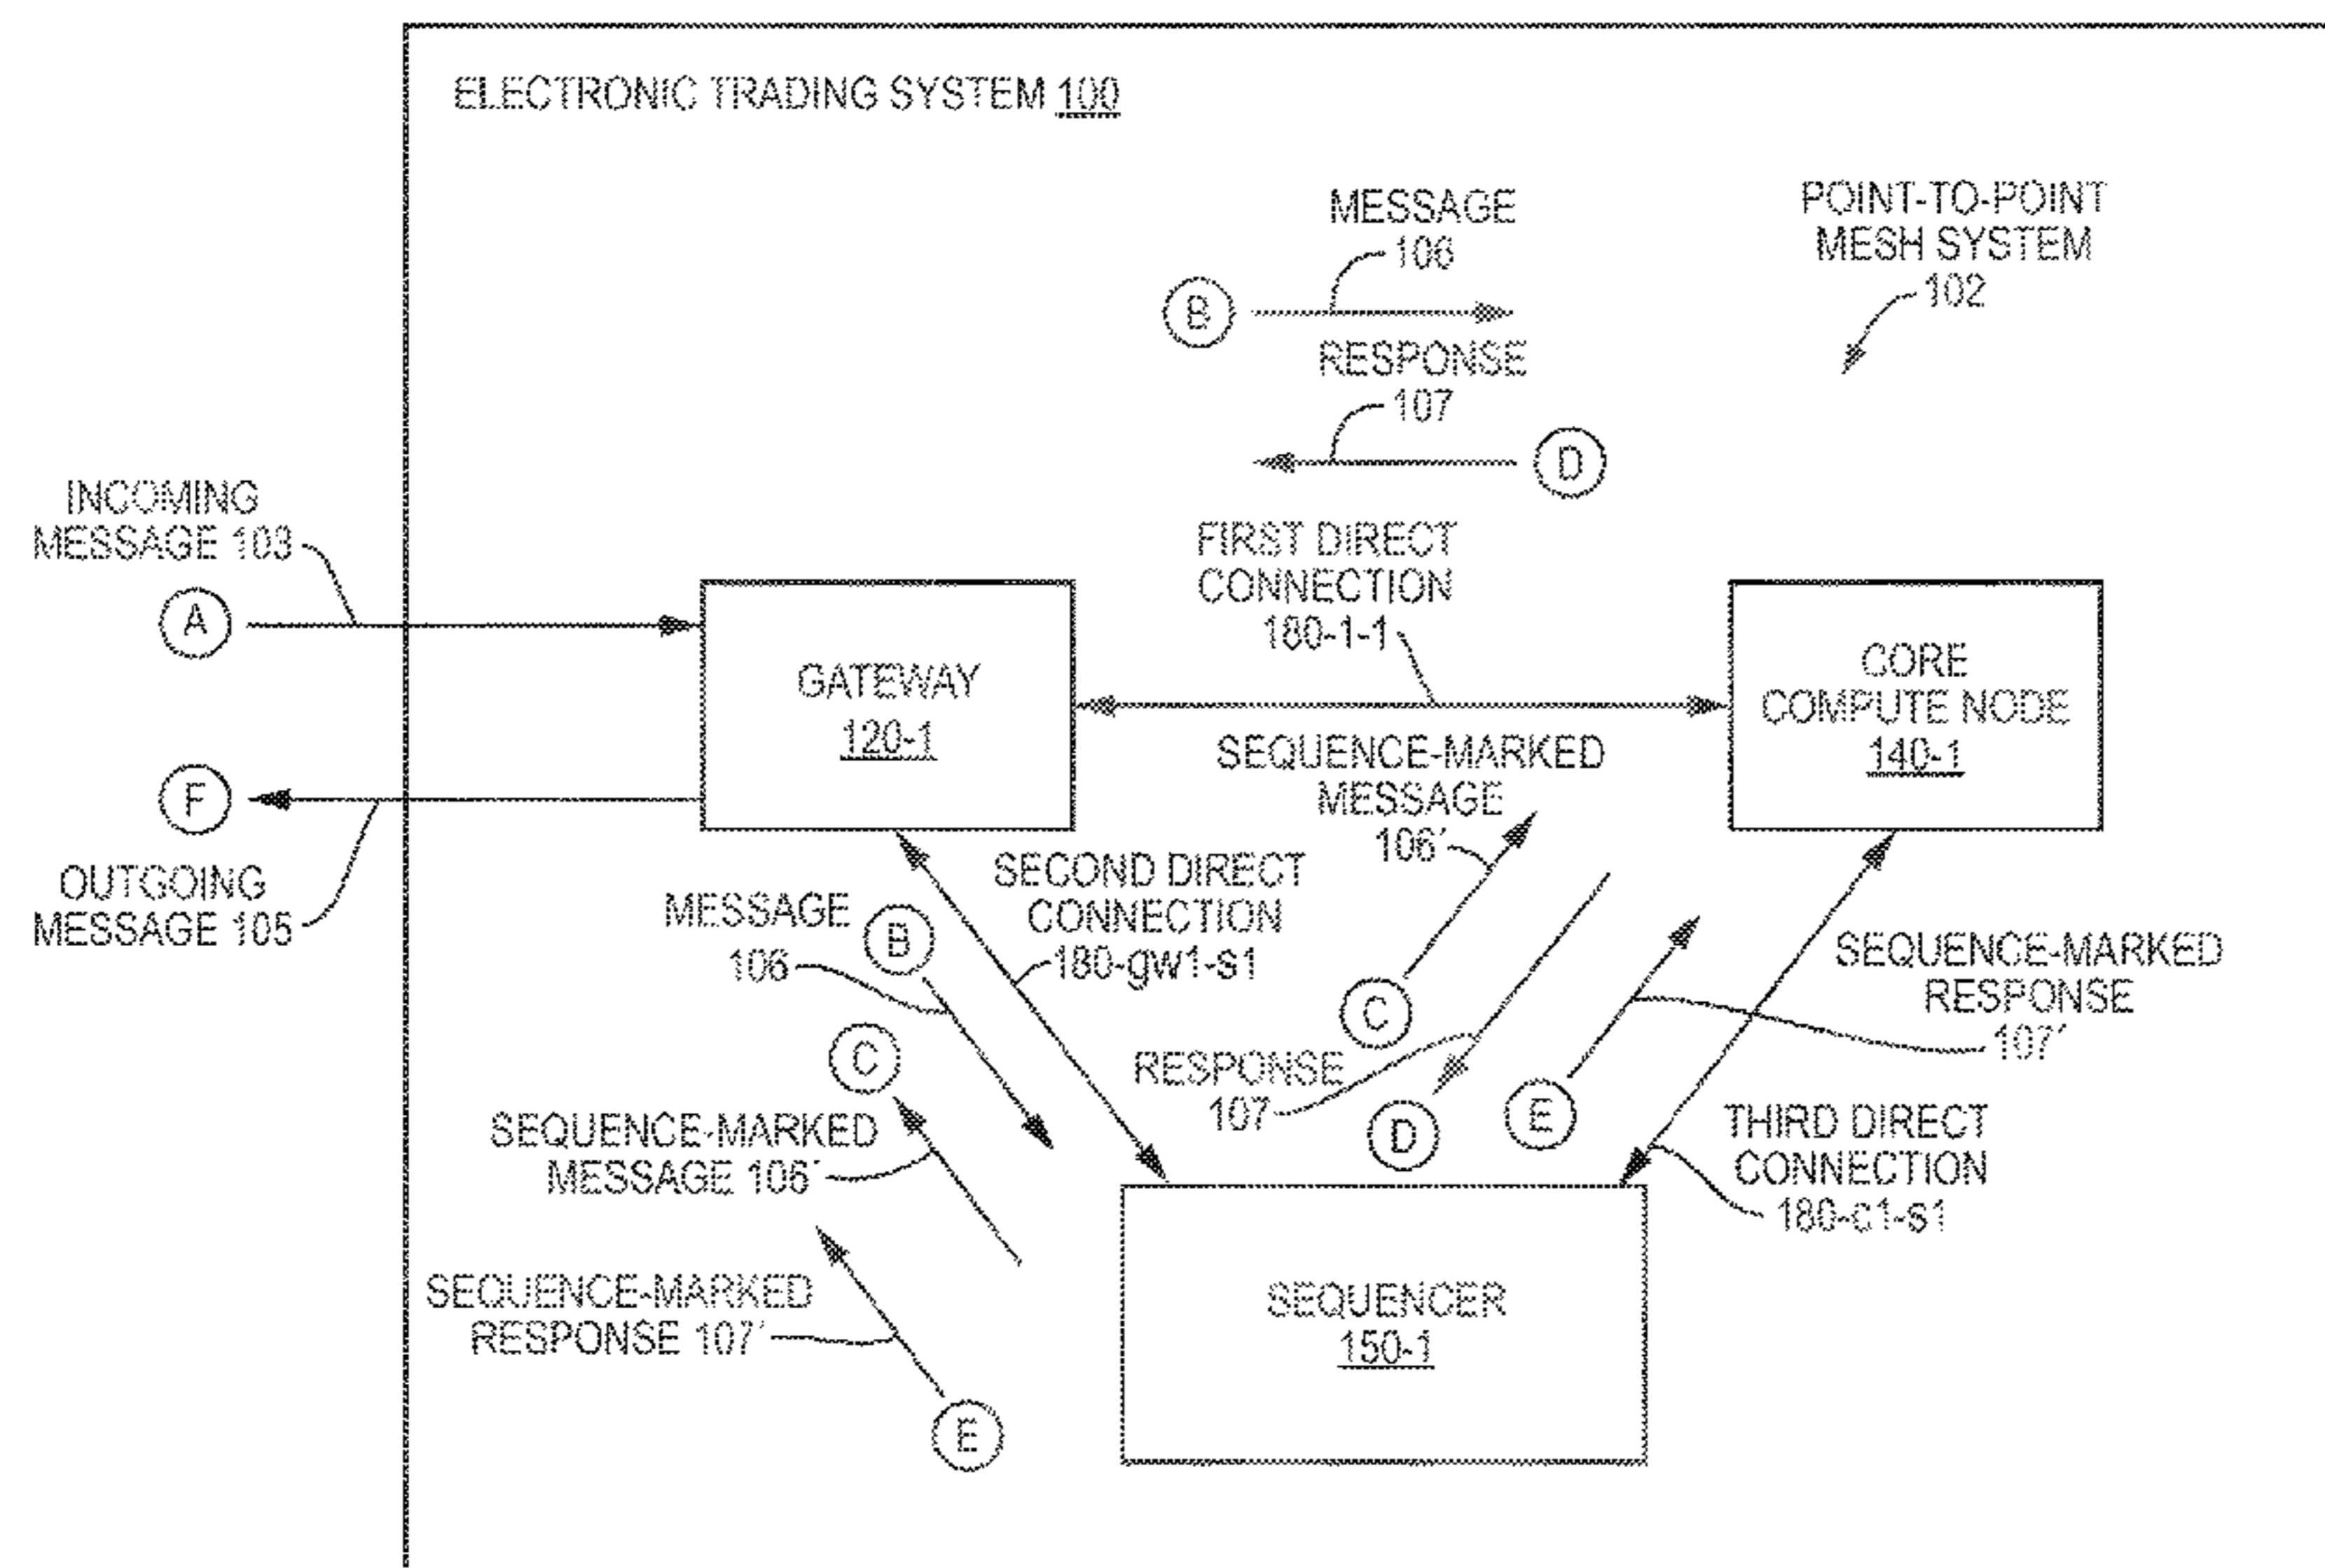 ELECTRONIC TRADING SYSTEM 100
MESSAGE
106
B
RESPONSE
107
D
POINT-TO-POINT
MESH SYSTEM
102
INCOMING
MESSAGE 103
A
FIRST DIRECT
CONNECTION
180-1-1
GATEWAY
120-1
CORE
COMPUTE NODE
140-1
F
OUTGOING
MESSAGE 105
SEQUENCE-MARKED
MESSAGE
106′
C
SECOND DIRECT
CONNECTION
180-gw1-s1
MESSAGE
106
B
C
SEQUENCE-MARKED
MESSAGE 106′
SEQUENCE-MARKED
RESPONSE 107′
E
RESPONSE
107
D
E
SEQUENCE-MARKED
RESPONSE
107′
THIRD DIRECT
CONNECTION
180-c1-s1
SEQUENCER
150-1